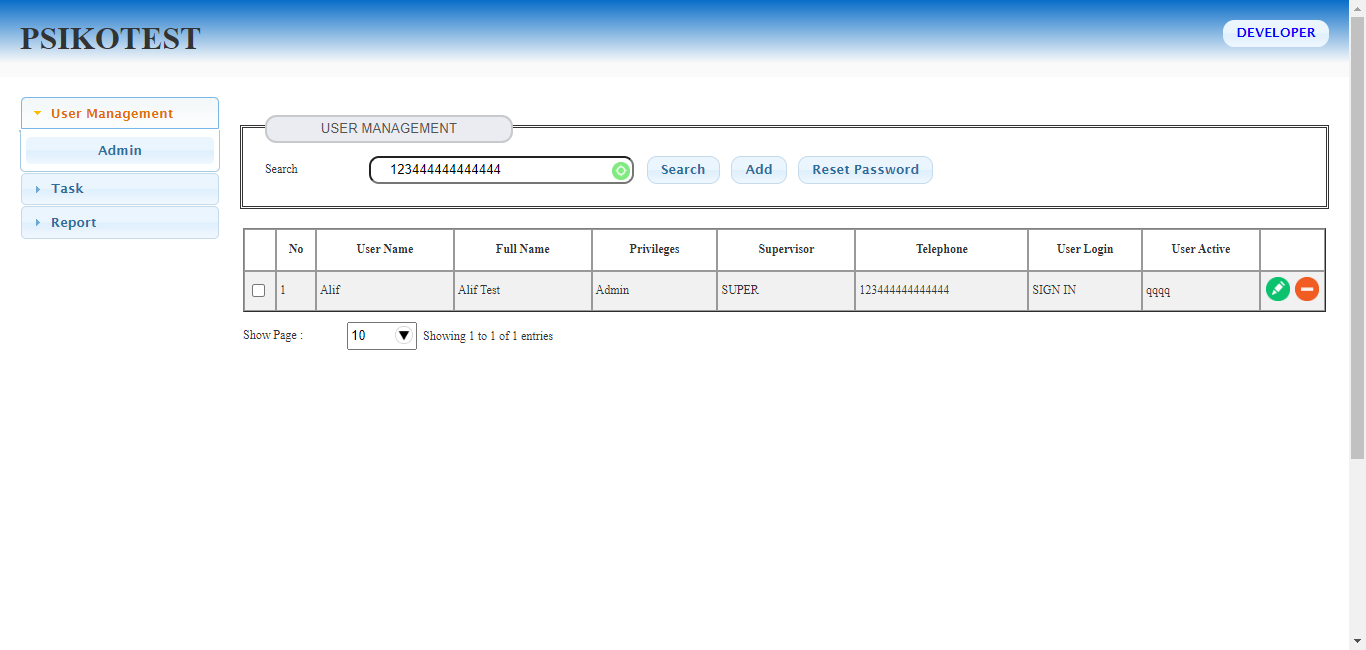 PSIKOTEST
DEVELOPER
User Management
Admin
Task
Report
USER MANAGEMENT
Search 123444444444444 Search Add Reset Password
No User Name Full Name Privileges Supervisor Telephone User Login User Active
1 Alif Alif Test Admin SUPER 123444444444444 SIGN IN qqqq
Show Page : 10 Showing 1 to 1 of 1 entries